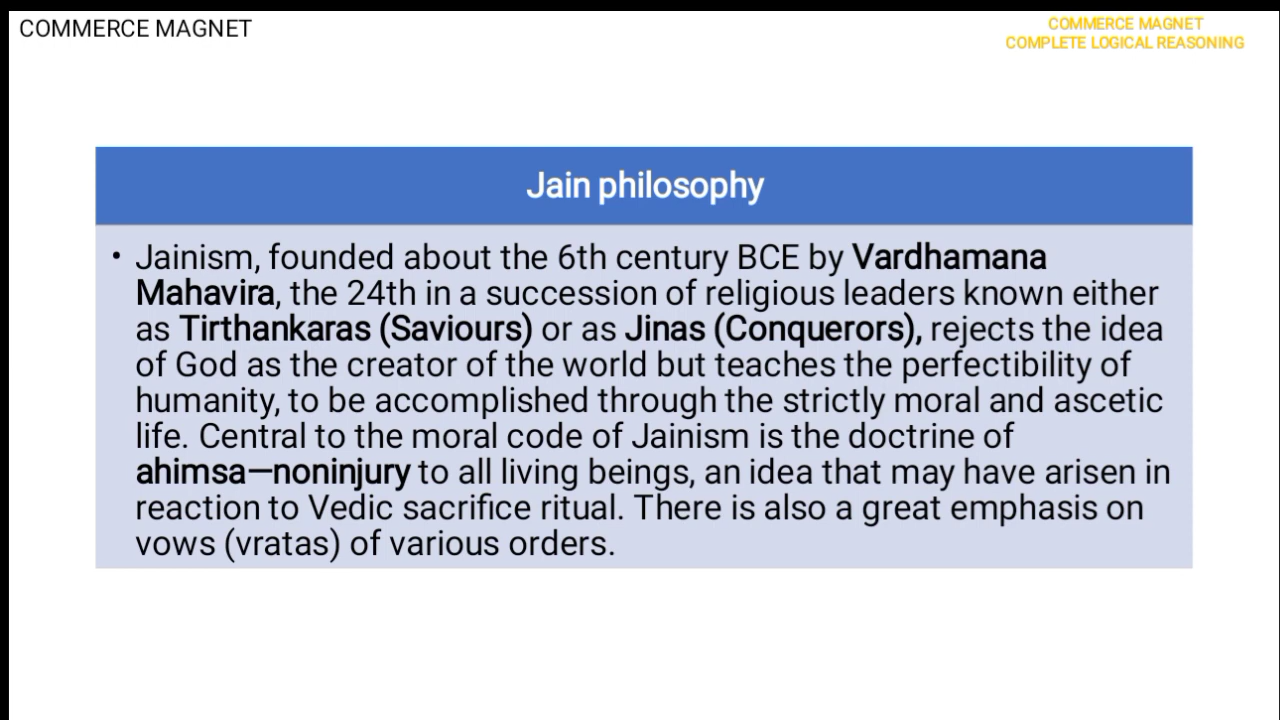 COMMERCE MAGNET
COMMERCE MAGNET
COMPLETE LOGICAL REASONING
Jain philosophy
• Jainism, founded about the 6th century BCE by Vardhamana
Mahavira, the 24th in a succession of religious leaders known either
as Tirthankaras (Saviours) or as Jinas (Conquerors), rejects the idea
of God as the creator of the world but teaches the perfectibility of
humanity, to be accomplished through the strictly moral and ascetic
life. Central to the moral code of Jainism is the doctrine of
ahimsa—noninjury to all living beings, an idea that may have arisen in
reaction to Vedic sacrifice ritual. There is also a great emphasis on
vows (vratas) of various orders.